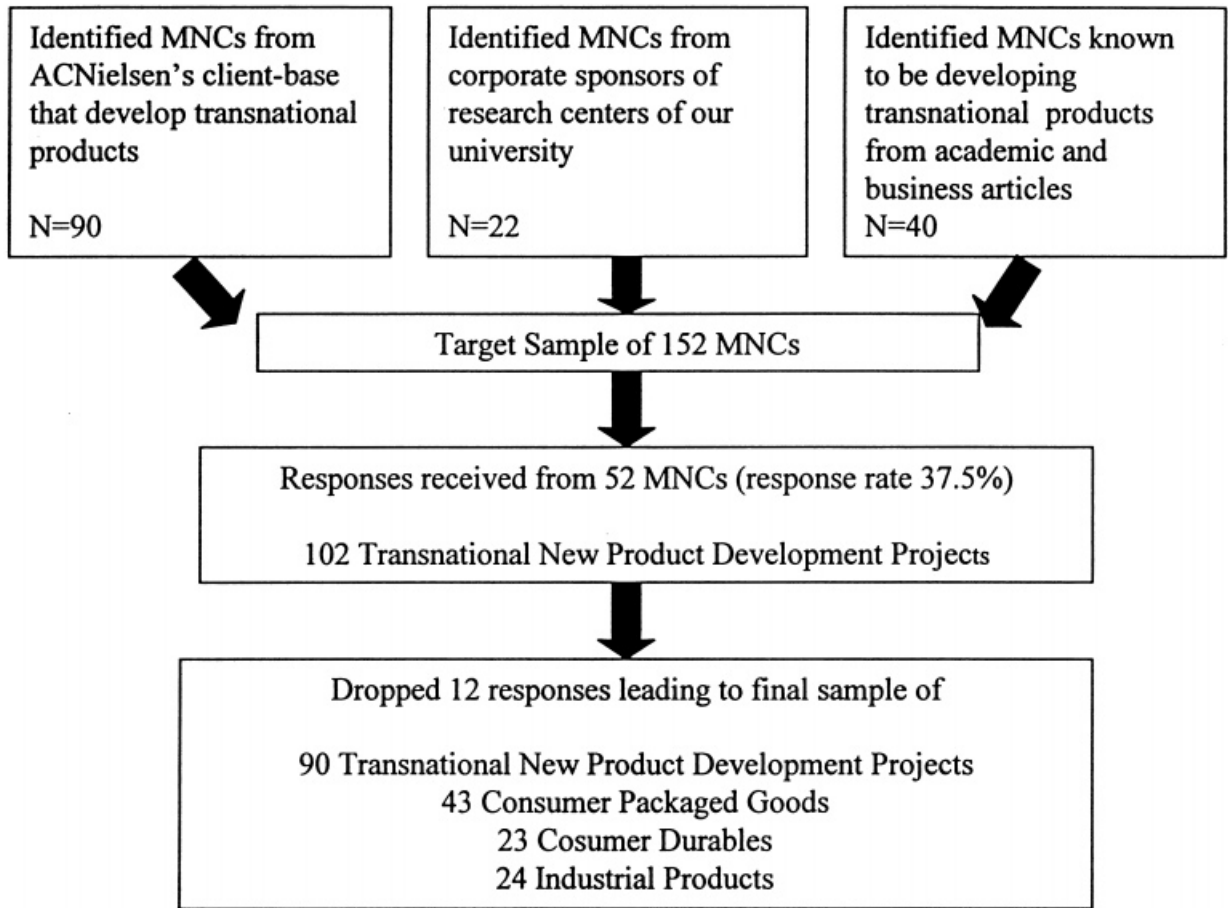 Identified MNCs from
ACNielsen's client-base
that develop transnational
products
N=90
Identified MNCs from
corporate sponsors of
research centers of our
university
N=22
Identified MNCs known
to be developing
transnational products
from academic and
business articles
N=40
Target Sample of 152 MNCs
Responses received from 52 MNCs (response rate 37.5%)
102 Transnational New Product Development Projects
Dropped 12 responses leading to final sample of
90 Transnational New Product Development Projects
43 Consumer Packaged Goods
23 Cosumer Durables
24 Industrial Products